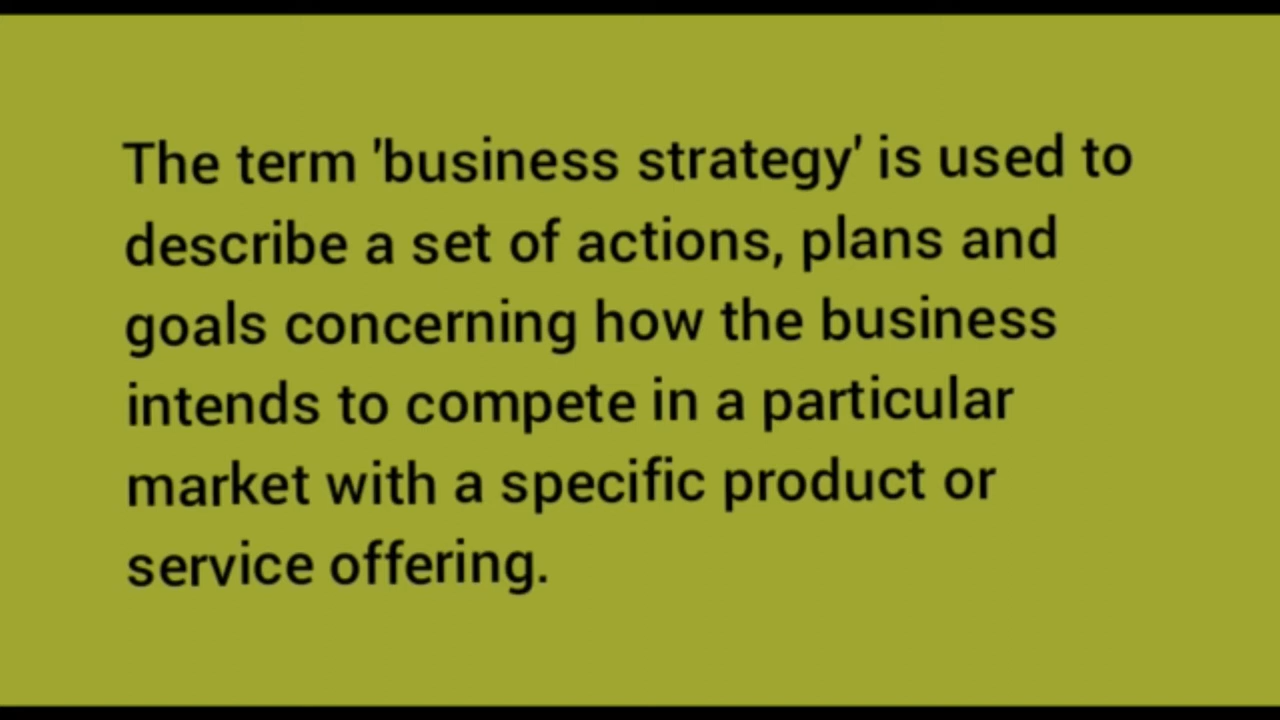 The term 'business strategy' is used to
describe a set of actions, plans and
goals concerning how the business
intends to compete in a particular
market with a specific product or
service offering.